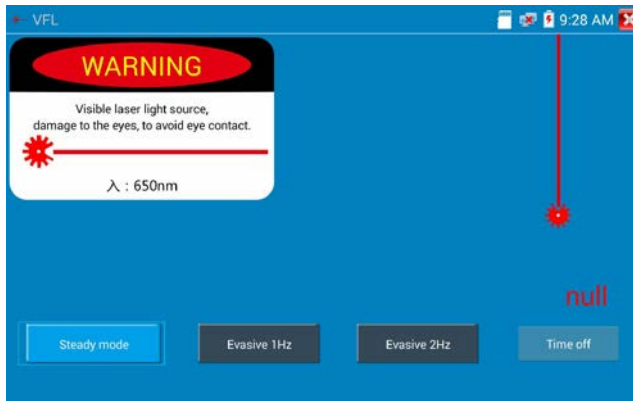 VFL
9:28 AM
WARNING
Visible laser light source,
damage to the eyes, to avoid eye contact.
入 : 650nm
null
Steady mode
Evasive 1Hz
Evasive 2Hz
Time off